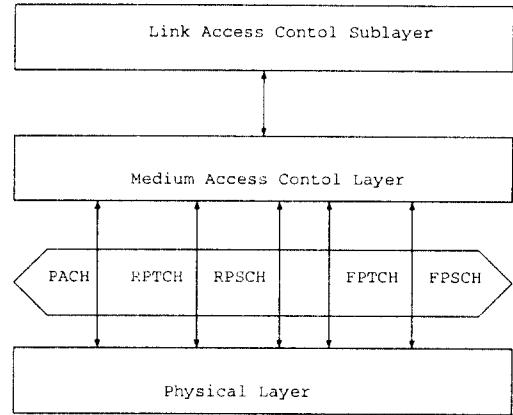 Link Access Contol Sublayer
Medium Access Contol Layer
PACH RPTCH RPSCH FPTCH FPSCH
Physical Layer